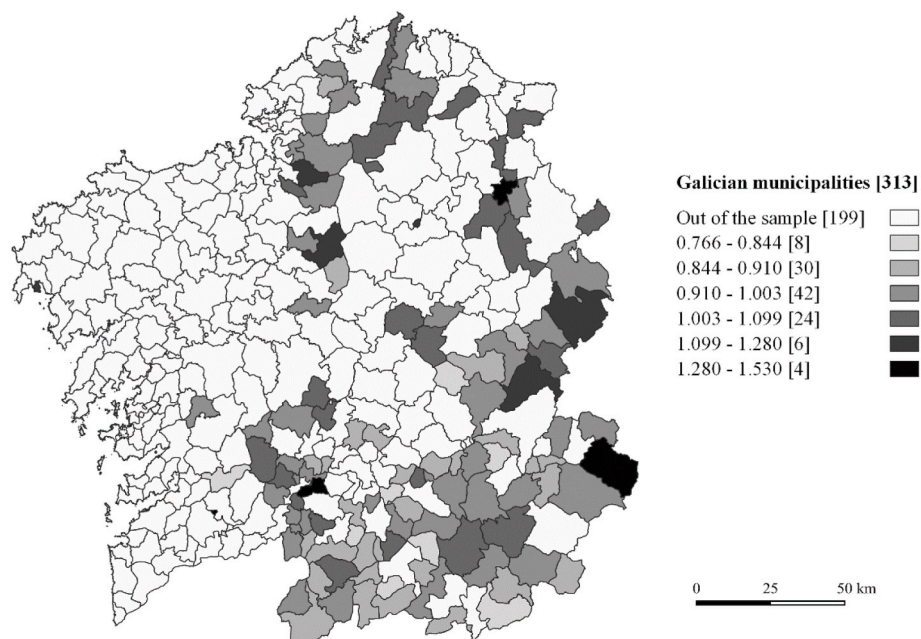 Galician municipalities [313]
Out of the sample [199]
0.766 - 0.844 [8]
0.844 - 0.910 [30]
0.910 - 1.003 [42]
1.003 - 1.099 [24]
1.099 - 1.280 [6]
1.280 - 1.530 [4]
0 25 50 km